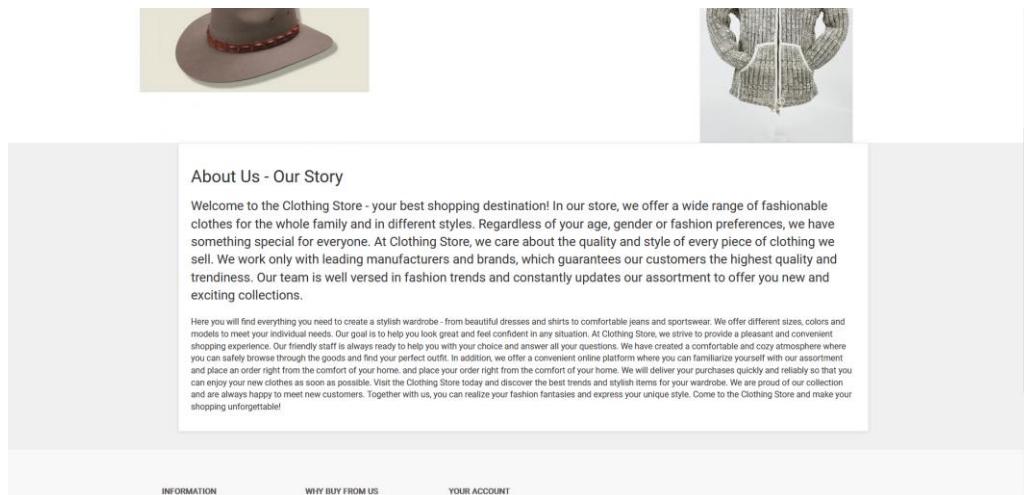 About Us - Our Story
Welcome to the Clothing Store - your best shopping destination! In our store, we offer a wide range of fashionable
clothes for the whole family and in different styles. Regardless of your age, gender or fashion preferences, we have
something special for everyone. At Clothing Store, we care about the quality and style of every piece of clothing we
sell. We work only with leading manufacturers and brands, which guarantees our customers the highest quality and
trendiness. Our team is well versed in fashion trends and constantly updates our assortment to offer you new and
exciting collections.
Here you will find everything you need to create a stylish wardrobe - from beautiful dresses and shirts to comfortable jeans and sportswear. We offer different sizes, colors and
models to meet your individual needs. Our goal is to help you look great and feel confident in any situation. At Clothing Store, we strive to provide a pleasant and convenient
shopping experience. Our friendly staff is always ready to help you with your choice and answer all your questions. We have created a comfortable and cozy atmosphere where
you can safely browse through the goods and find your perfect outfit. In addition, we offer a convenient online platform where you can familiarize yourself with our assortment
and place an order right from the comfort of your home. and place your order right from the comfort of your home. We will deliver your purchases quickly and reliably so that you
can enjoy your new clothes as soon as possible. Visit the Clothing Store today and discover the best trends and stylish items for your wardrobe. We are proud of our collection
and are always happy to meet new customers. Together with us, you can realize your fashion fantasies and express your unique style. Come to the Clothing Store and make your
shopping unforgettable!
INFORMATION WHY BUY FROM US YOUR ACCOUNT